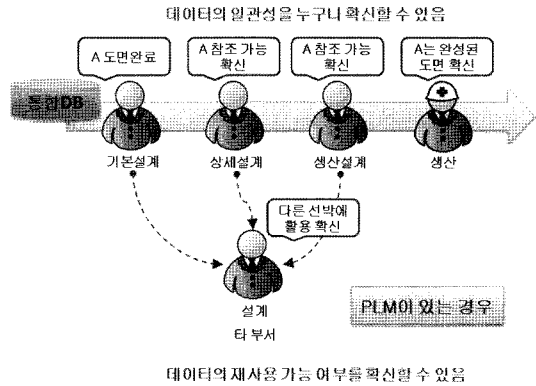 데이터의 일관성을 누구나 확신할 수 있음
A 도면완료
A 참조 가능
확신
A 참조 가능
확신
A는 완성된
도면 확신
통합DB
기본설계
상세설계
생산설계
생산
다른 선박에
활용 확신
설계
타 부서
PLM이 있는 경우
데이터의 재사용 가능 여부를 확신할 수 있음